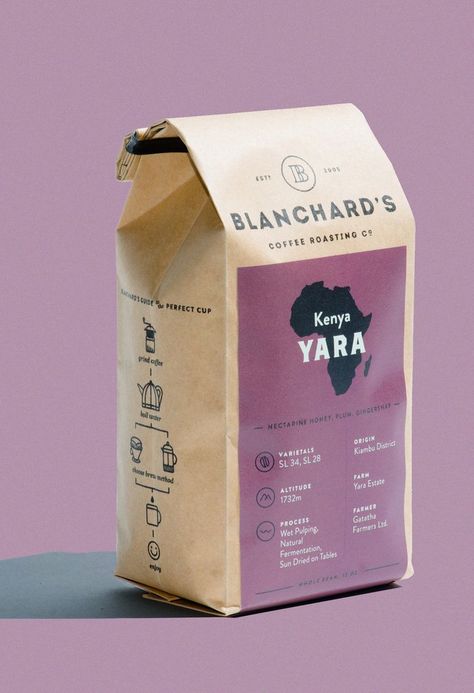 ESTD 2005
B
BLANCHARD'S
COFFEE ROASTING CO
Kenya
YARA
NECTARINE HONEY, PLUM, GINGERSNAP
VARIETALS
SL 34, SL 28
ALTITUDE
1732m
PROCESS
Wet Pulping,
Natural
Fermentation,
Sun Dried on Tables
ORIGIN
Kiambu District
FARM
Yara Estate
FARMER
Gatatha
Farmers Ltd.
WHOLE BEAN, 12 OZ.
BLANCHARD'S GUIDE to the PERFECT CUP
grind coffee
boil water
choose brew method
enjoy